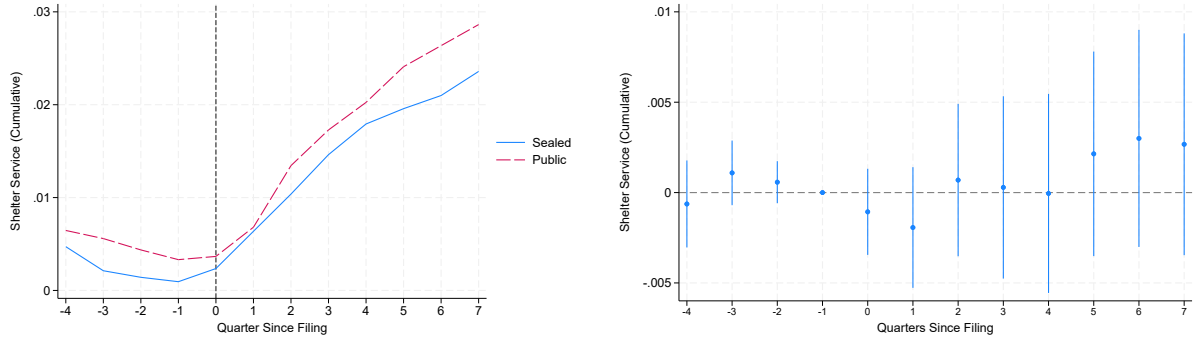 Shelter Service (Cumulative)
.03
.02
.01
0
-4 -3 -2 -1 0 1 2 3 4 5 6 7
Quarter Since Filing
Sealed
Public
Shelter Service (Cumulative)
.01
.005
0
-.005
-4 -3 -2 -1 0 1 2 3 4 5 6 7
Quarters Since Filing